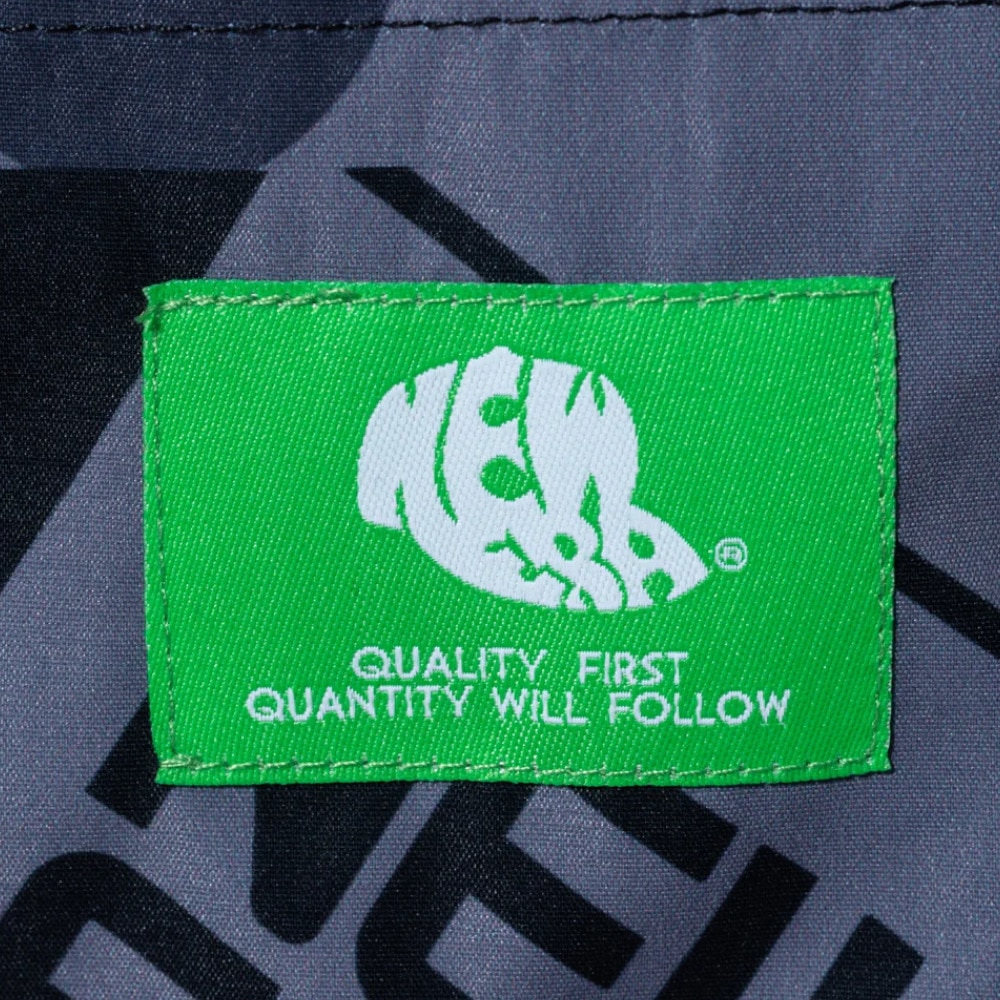 NEW
ERA®
QUALITY FIRST
QUANTITY WILL FOLLOW